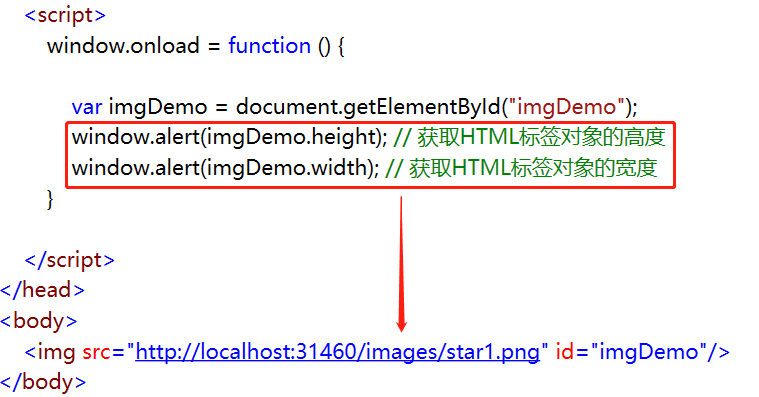 <script>
window.onload = function () {
var imgDemo = document.getElementById("imgDemo");
window.alert(imgDemo.height); // 获取HTML标签对象的高度
window.alert(imgDemo.width); // 获取HTML标签对象的宽度
}
</script>
</head>
<body>
<img src="http://localhost:31460/images/star1.png" id="imgDemo"/>
</body>